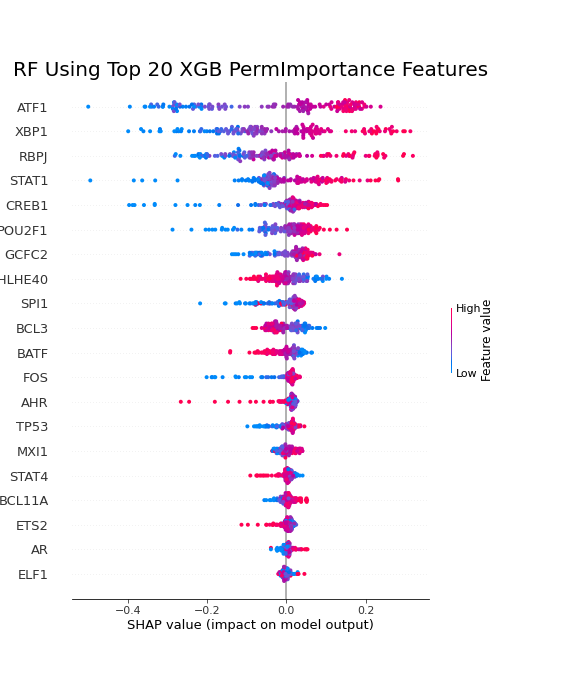 RF Using Top 20 XGB PermImportance Features
ATF1
XBP1
RBPJ
STAT1
CREB1
POU2F1
GCFC2
HLHE40
SPI1
BCL3
BATF
FOS
AHR
TP53
MXI1
STAT4
BCL11A
ETS2
AR
ELF1
High
Low
Feature value
−0.4 −0.2 0.0 0.2
SHAP value (impact on model output)